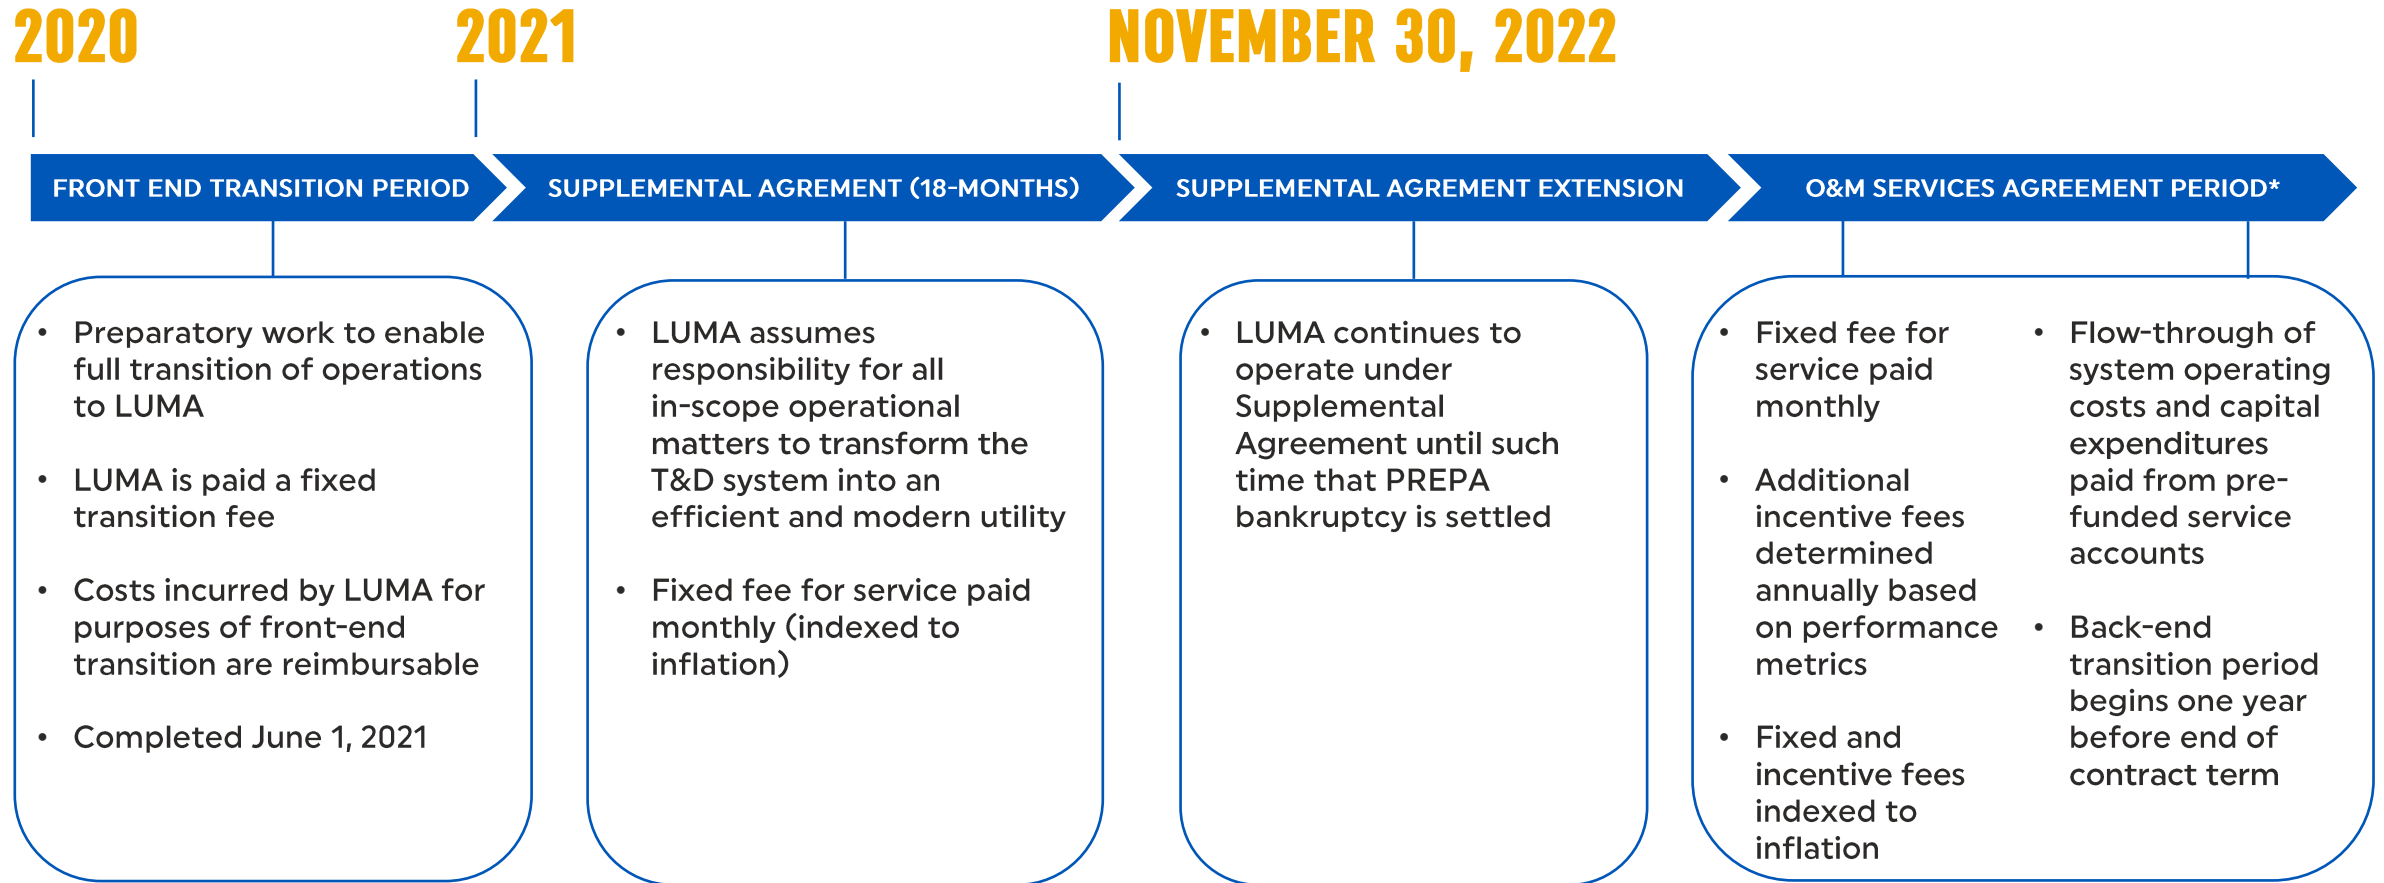 2020
2021
NOVEMBER 30, 2022
FRONT END TRANSITION PERIOD
SUPPLEMENTAL AGREMENT (18-MONTHS)
SUPPLEMENTAL AGREMENT EXTENSION
O&M SERVICES AGREEMENT PERIOD*
• Preparatory work to enable
full transition of operations
to LUMA
• LUMA is paid a fixed
transition fee
• Costs incurred by LUMA for
purposes of front-end
transition are reimbursable
• Completed June 1, 2021
• LUMA assumes
responsibility for all
in-scope operational
matters to transform the
T&D system into an
efficient and modern utility
• Fixed fee for service paid
monthly (indexed to
inflation)
• LUMA continues to
operate under
Supplemental
Agreement until such
time that PREPA
bankruptcy is settled
• Fixed fee for
service paid
monthly
• Additional
incentive fees
determined
annually based
on performance
metrics
• Fixed and
incentive fees
indexed to
inflation
• Flow-through of
system operating
costs and capital
expenditures
paid from pre-
funded service
accounts
• Back-end
transition period
begins one year
before end of
contract term